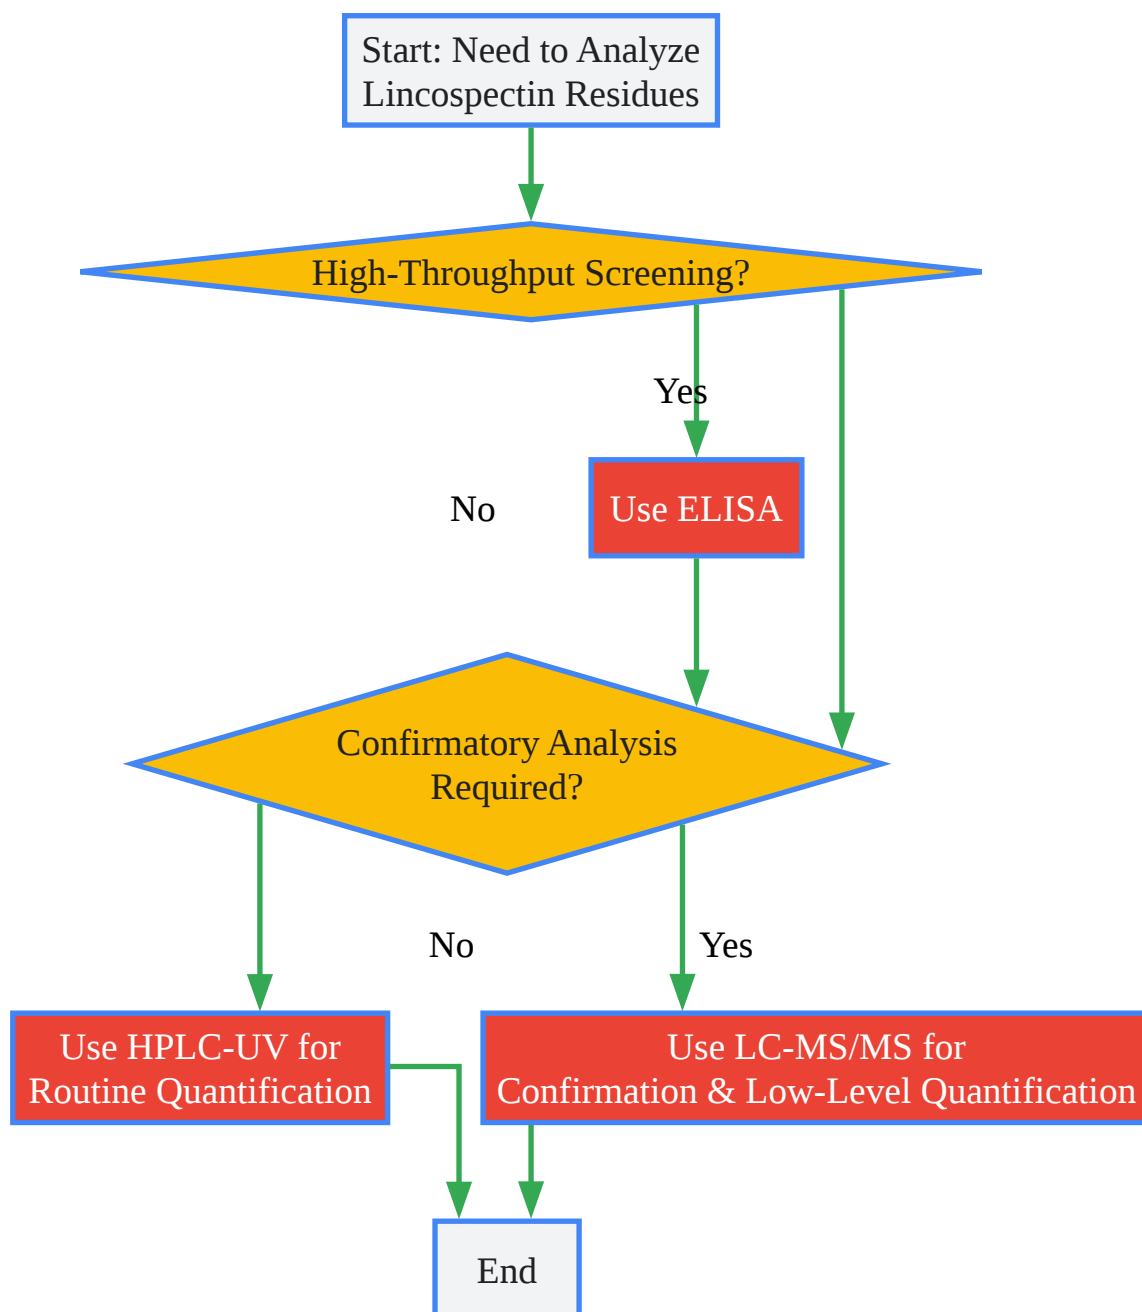 Start: Need to Analyze
Lincospectin Residues
High-Throughput Screening?
Yes
No
Use ELISA
Confirmatory Analysis
Required?
No
Yes
Use HPLC-UV for
Routine Quantification
Use LC-MS/MS for
Confirmation & Low-Level Quantification
End